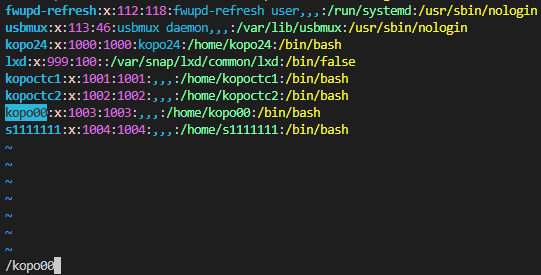 fwupd-refresh:x:112:118:fwupd-refresh user,,,:/run/systemd:/usr/sbin/nologin
usbmux:x:113:46:usbmux daemon,,,:/var/lib/usbmux:/usr/sbin/nologin
kopo24:x:1000:1000:kopo24:/home/kopo24:/bin/bash
lxd:x:999:100::/var/snap/lxd/common/lxd:/bin/false
kopoctc1:x:1001:1001:,,,:/home/kopoctc1:/bin/bash
kopoctc2:x:1002:1002:,,,:/home/kopoctc2:/bin/bash
kopo00:x:1003:1003:,,,:/home/kopo00:/bin/bash
s1111111:x:1004:1004:,,,:/home/s1111111:/bin/bash
~
~
~
~
~
~
~
/kopo00